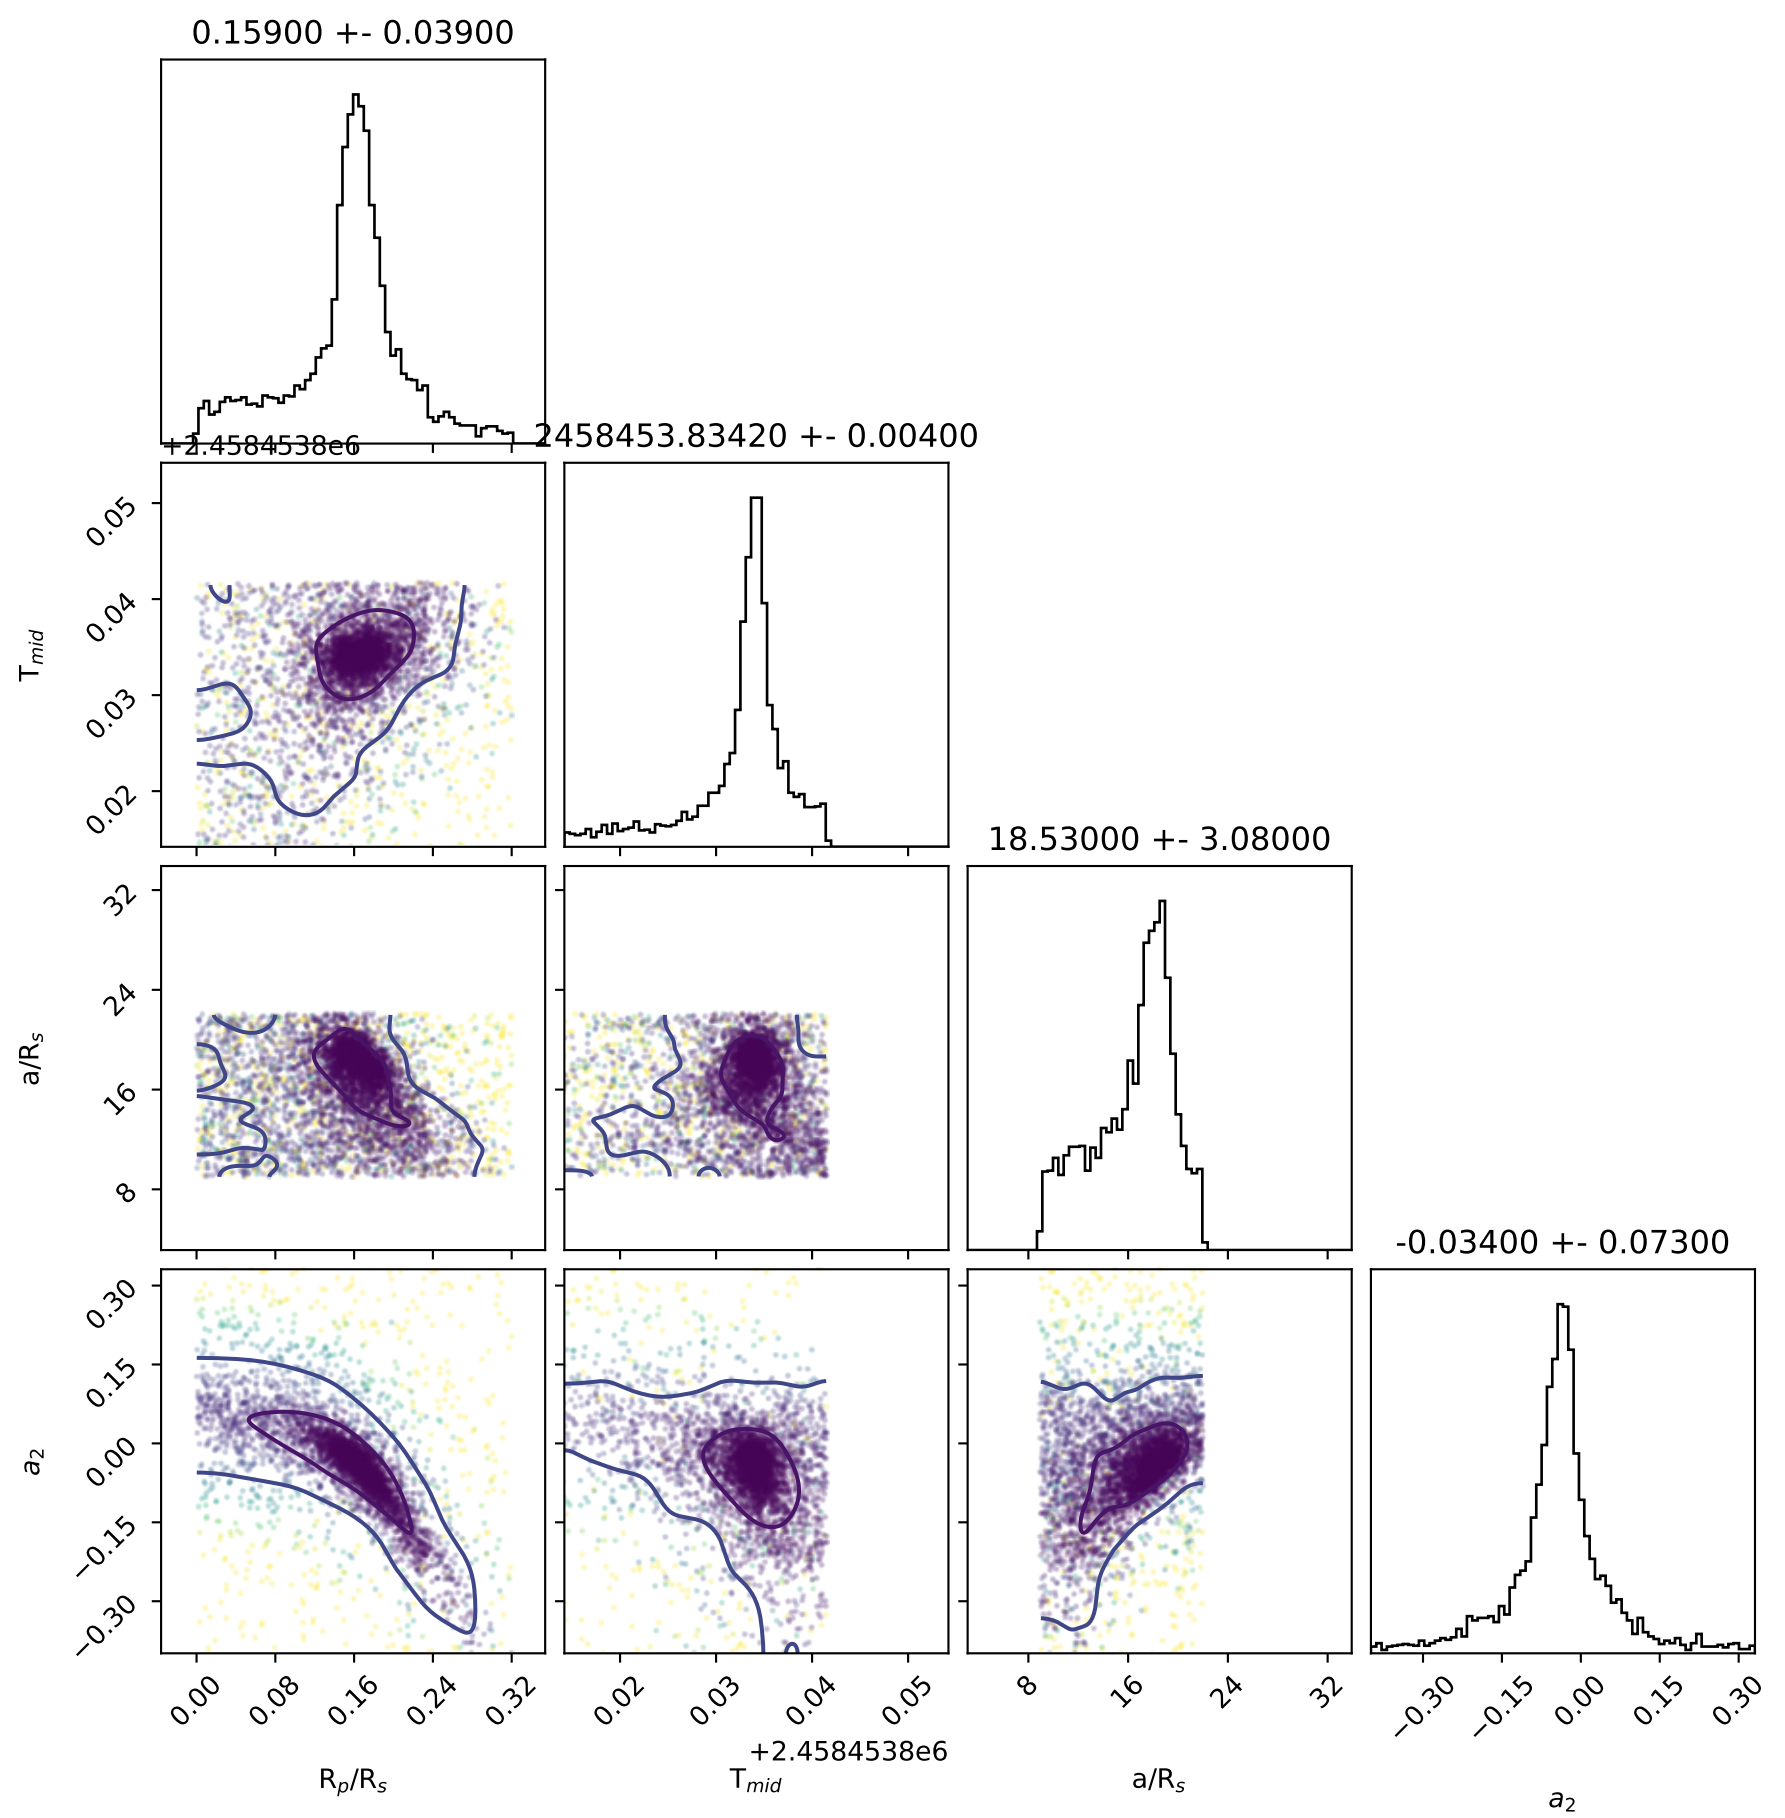 0.15900 +- 0.03900
+2.4584538e6
2458453.83420 +- 0.00400
0.05
0.04
0.03
0.02
T_mid
18.53000 +- 3.08000
32
24
16
8
a/R_s
-0.03400 +- 0.07300
0.30
0.15
0.00
−0.15
−0.30
a_2
0.00 0.08 0.16 0.24 0.32
0.02 0.03 0.04 0.05
8 16 24 32
−0.30 −0.15 0.00 0.15 0.30
+2.4584538e6
R_p/R_s
T_mid
a/R_s
a_2